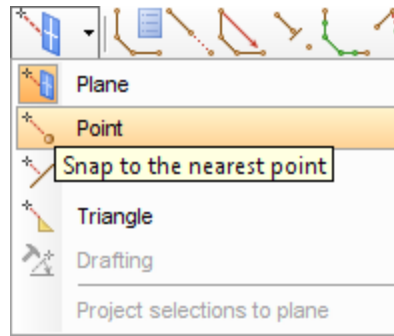 Plane
Point
Snap to the nearest point
Triangle
Drafting
Project selections to plane